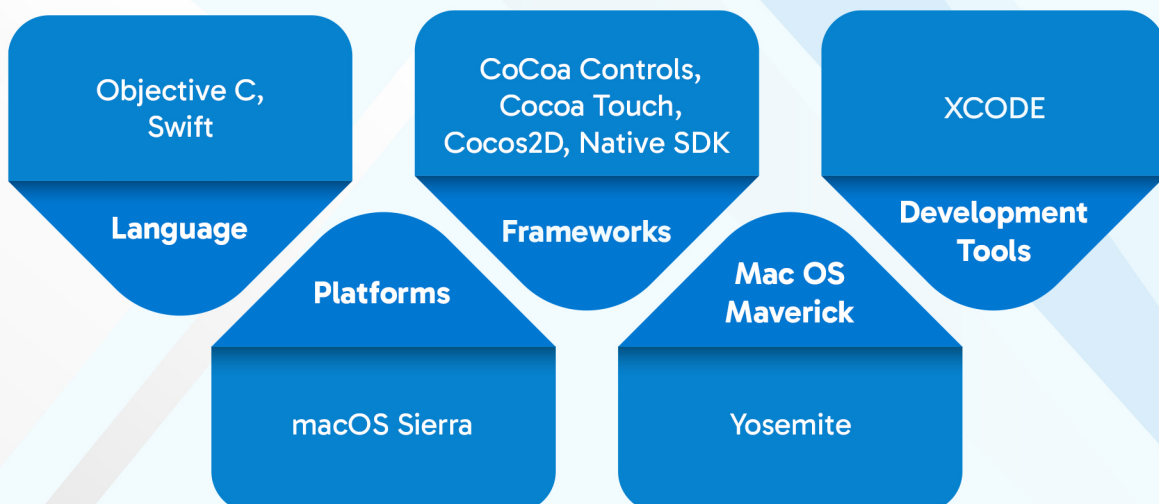 Objective C,
Swift
Language
Platforms
macOS Sierra
CoCoa Controls,
Cocoa Touch,
Cocos2D, Native SDK
Frameworks
Mac OS
Maverick
Yosemite
XCODE
Development
Tools